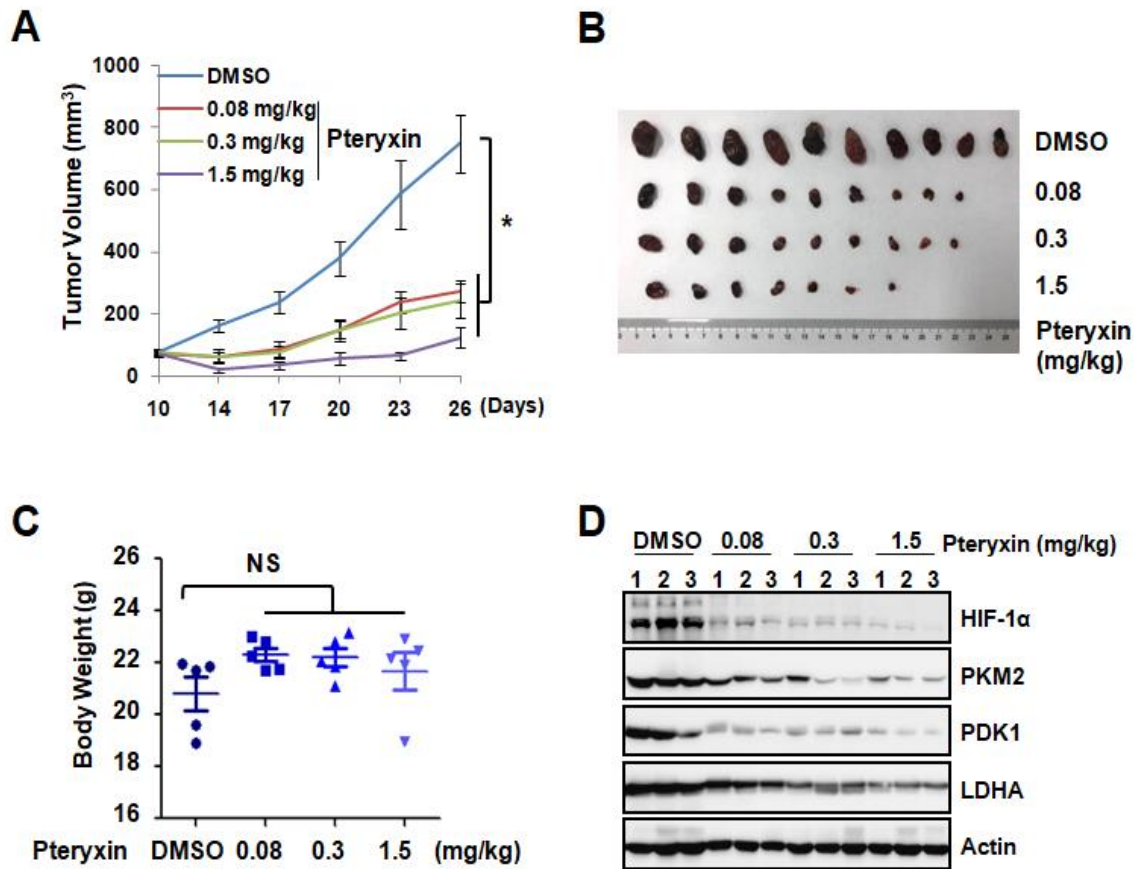 A
1000
800
600
400
200
0
Tumor Volume (mm³)
DMSO
0.08 mg/kg
0.3 mg/kg
1.5 mg/kg
Pteryxin
*
10 14 17 20 23 26 (Days)
B
DMSO
0.08
0.3
1.5
Pteryxin
(mg/kg)
C
26
24
22
20
18
16
Body Weight (g)
NS
Pteryxin DMSO 0.08 0.3 1.5 (mg/kg)
D
DMSO 0.08 0.3 1.5 Pteryxin (mg/kg)
1 2 3 1 2 3 1 2 3 1 2 3
HIF-1α
PKM2
PDK1
LDHA
Actin